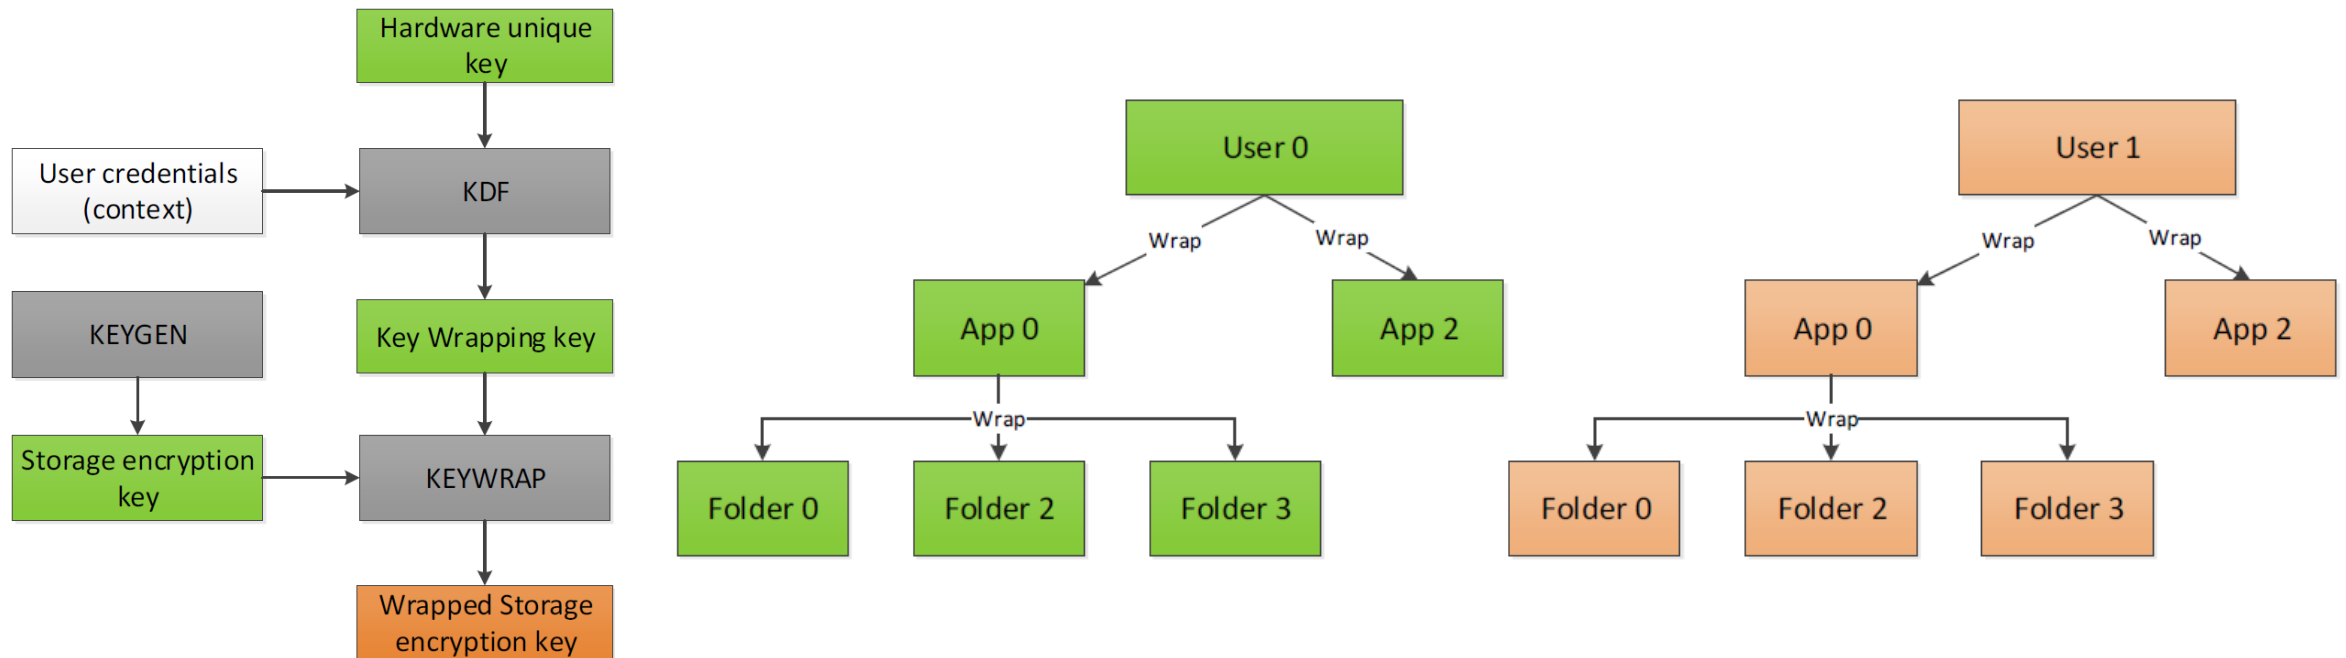 Hardware unique
key
User credentials
(context)
KDF
KEYGEN
Key Wrapping key
Storage encryption
key
KEYWRAP
Wrapped Storage
encryption key
User 0
Wrap
Wrap
App 0
App 2
Wrap
Folder 0
Folder 2
Folder 3
User 1
Wrap
Wrap
App 0
App 2
Wrap
Folder 0
Folder 2
Folder 3